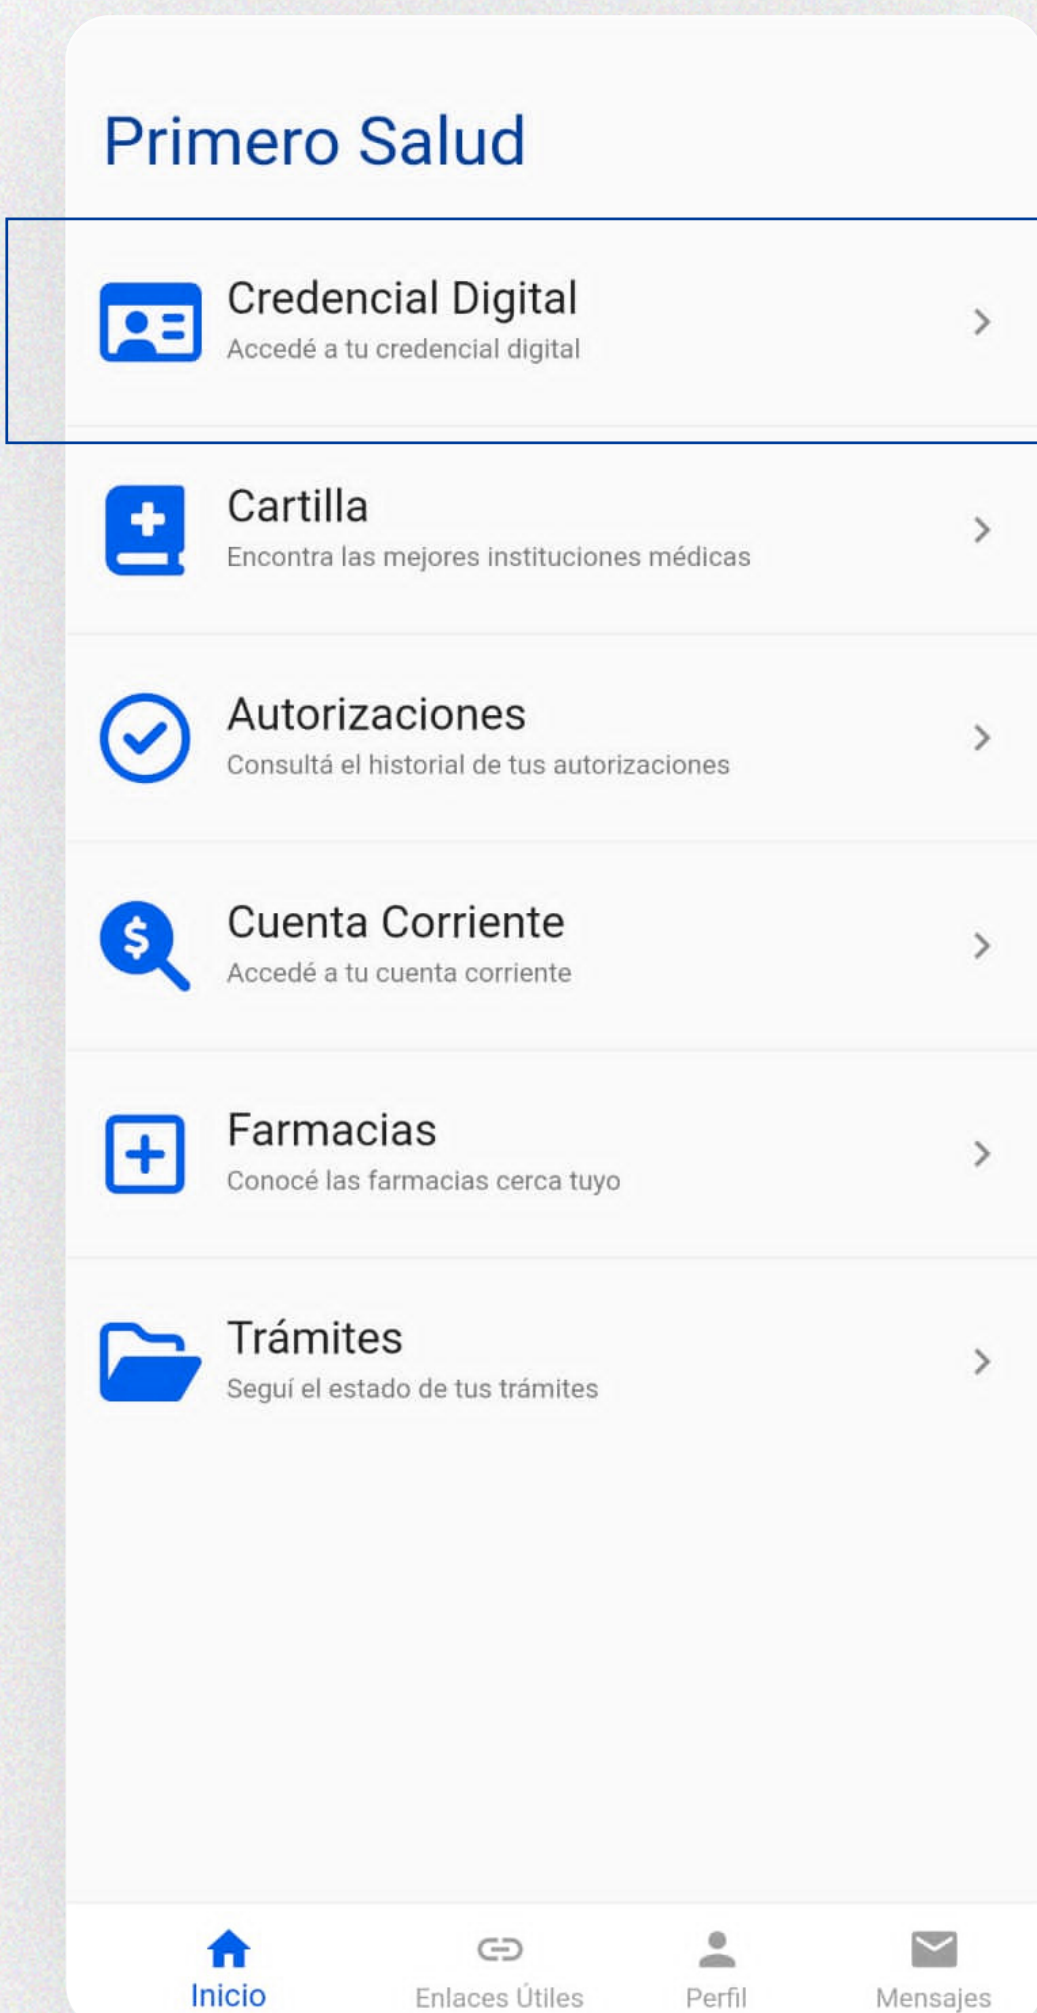 Primero Salud
Credencial Digital
Accedé a tu credencial digital
Cartilla
Encontra las mejores instituciones médicas
Autorizaciones
Consultá el historial de tus autorizaciones
Cuenta Corriente
Accedé a tu cuenta corriente
Farmacias
Conocé las farmacias cerca tuyo
Trámites
Seguí el estado de tus trámites
Inicio
Enlaces Útiles
Perfil
Mensajes